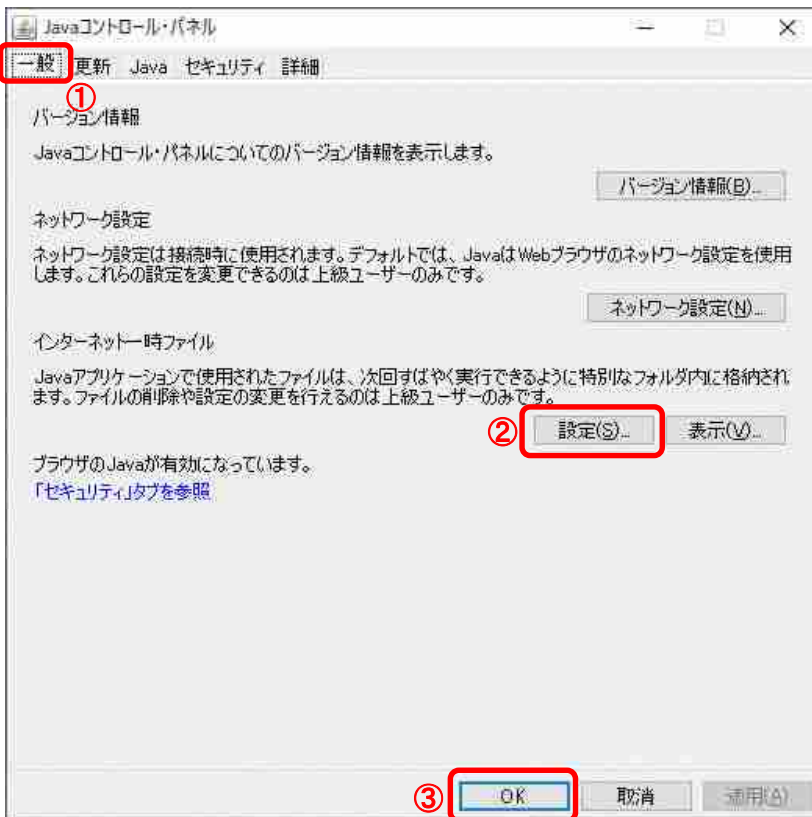 Javaコントロール・パネル
一般 更新 Java セキュリティ 詳細
①
バージョン情報
Javaコントロール・パネルについてのバージョン情報を表示します。
バージョン情報(B)...
ネットワーク設定
ネットワーク設定は接続時に使用されます。デフォルトでは、JavaはWebブラウザのネットワーク設定を使用
します。これらの設定を変更できるのは上級ユーザーのみです。
ネットワーク設定(N)...
インターネット一時ファイル
Javaアプリケーションで使用されたファイルは、次回すばやく実行できるように特別なフォルダ内に格納され
ます。ファイルの削除や設定の変更を行えるのは上級ユーザーのみです。
② 設定(S)... 表示(V)...
ブラウザのJavaが有効になっています。
「セキュリティ」タブを参照
③ OK 取消 適用(A)